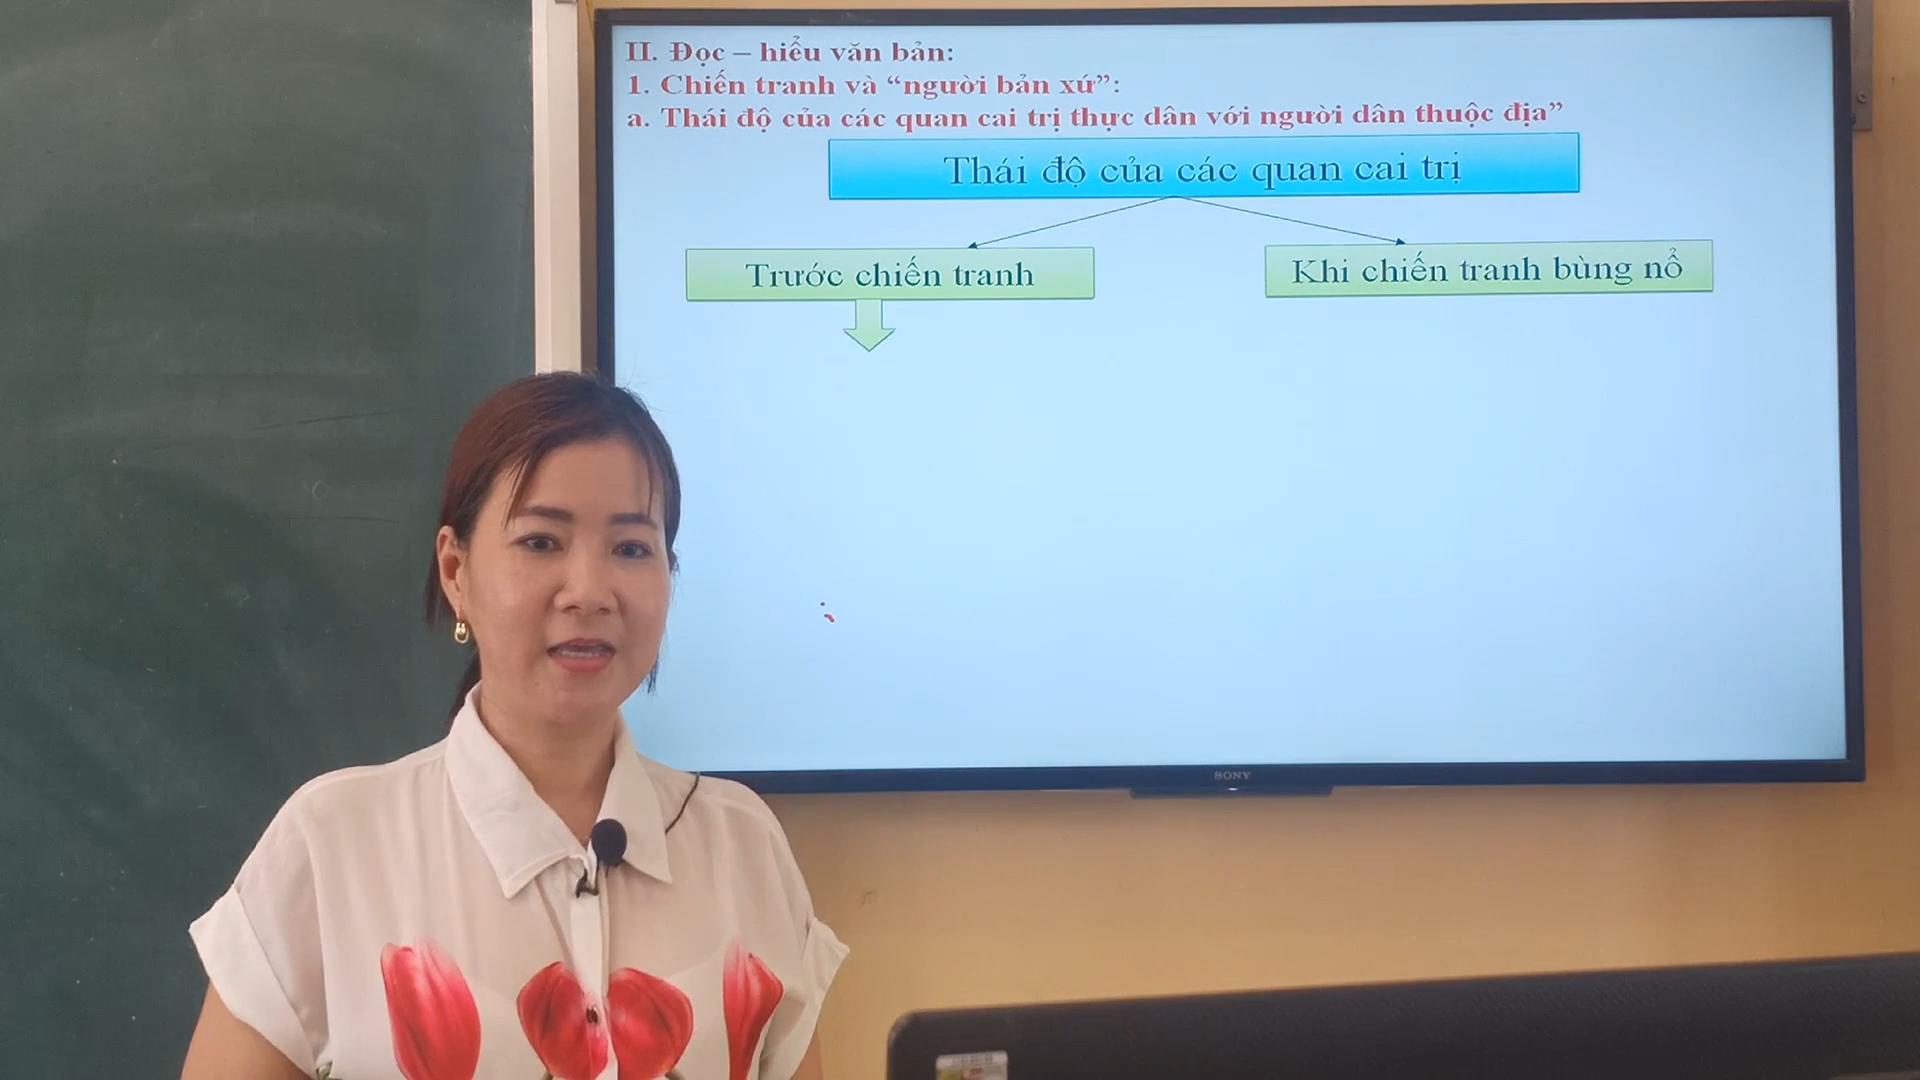 II. Đọc – hiểu văn bản:
1. Chiến tranh và “người bản xứ”:
a. Thái độ của các quan cai trị thực dân với người dân thuộc địa”
Thái độ của các quan cai trị
Trước chiến tranh
Khi chiến tranh bùng nổ
SONY